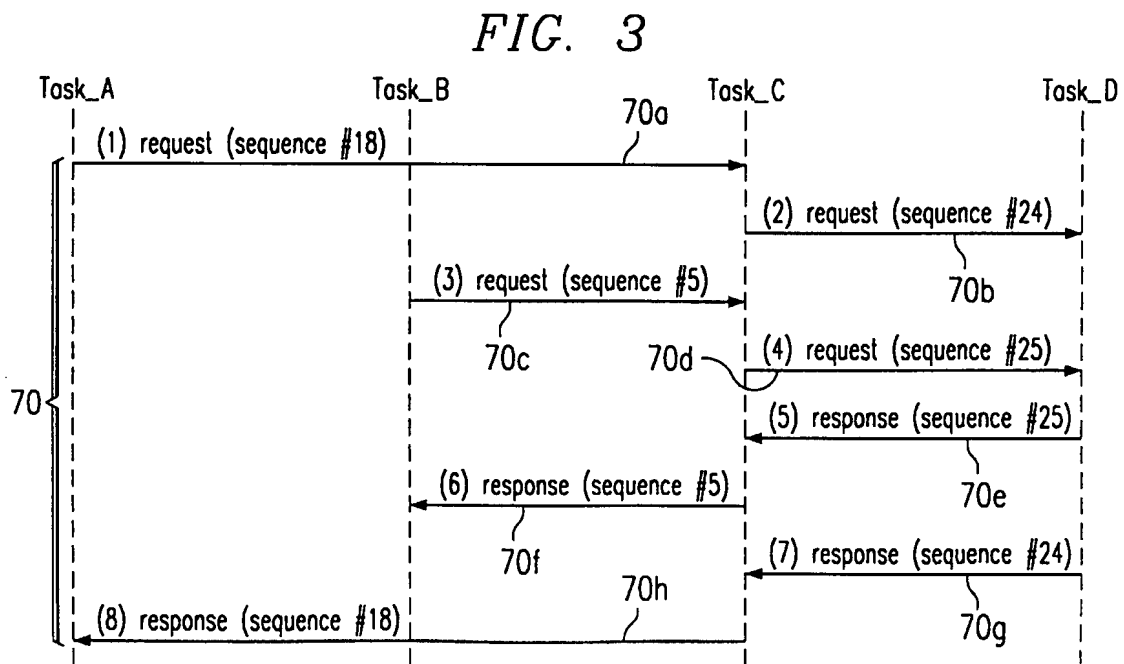 FIG. 3
Task_A Task_B Task_C Task_D
(1) request (sequence #18) 70a
(2) request (sequence #24)
70b
(3) request (sequence #5)
70c
70d (4) request (sequence #25)
70
(5) response (sequence #25)
70e
(6) response (sequence #5)
70f
(7) response (sequence #24)
70g
(8) response (sequence #18) 70h